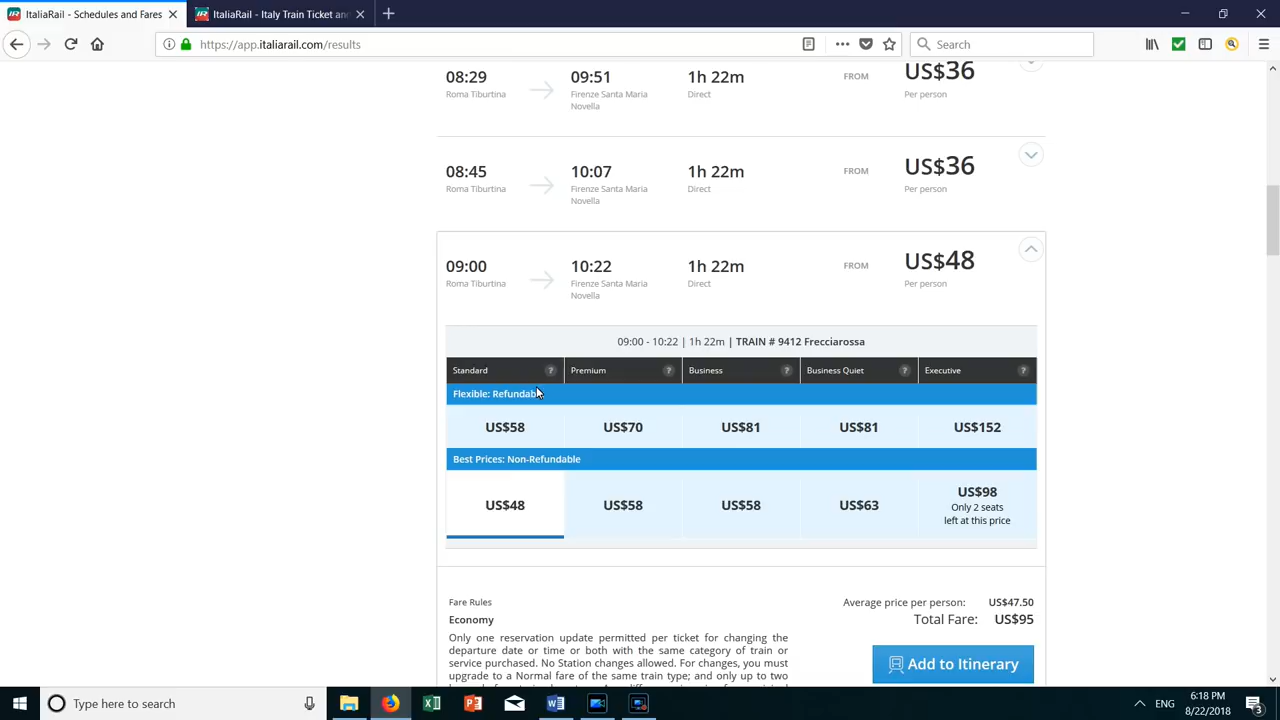 ItaliaRail - Schedules and Fares
ItaliaRail - Italy Train Ticket and
https://app.italiarail.com/results
Search
08:29
Roma Tiburtina
09:51
Firenze Santa Maria
Novella
1h 22m
Direct
FROM
US$36
Per person
08:45
Roma Tiburtina
10:07
Firenze Santa Maria
Novella
1h 22m
Direct
FROM
US$36
Per person
09:00
Roma Tiburtina
10:22
Firenze Santa Maria
Novella
1h 22m
Direct
FROM
US$48
Per person
09:00 - 10:22 | 1h 22m | TRAIN # 9412 Frecciarossa
Standard ? Premium ? Business ? Business Quiet ? Executive ?
Flexible: Refundable
US$58 US$70 US$81 US$81 US$152
Best Prices: Non-Refundable
US$48 US$58 US$58 US$63 US$98
Only 2 seats
left at this price
Fare Rules
Economy
Only one reservation update permitted per ticket for changing the
departure date or time or both with the same category of train or
service purchased. No Station changes allowed. For changes, you must
upgrade to a Normal fare of the same train type; and only up to two
Average price per person: US$47.50
Total Fare: US$95
Add to Itinerary
Type here to search
ENG
6:18 PM
8/22/2018
3